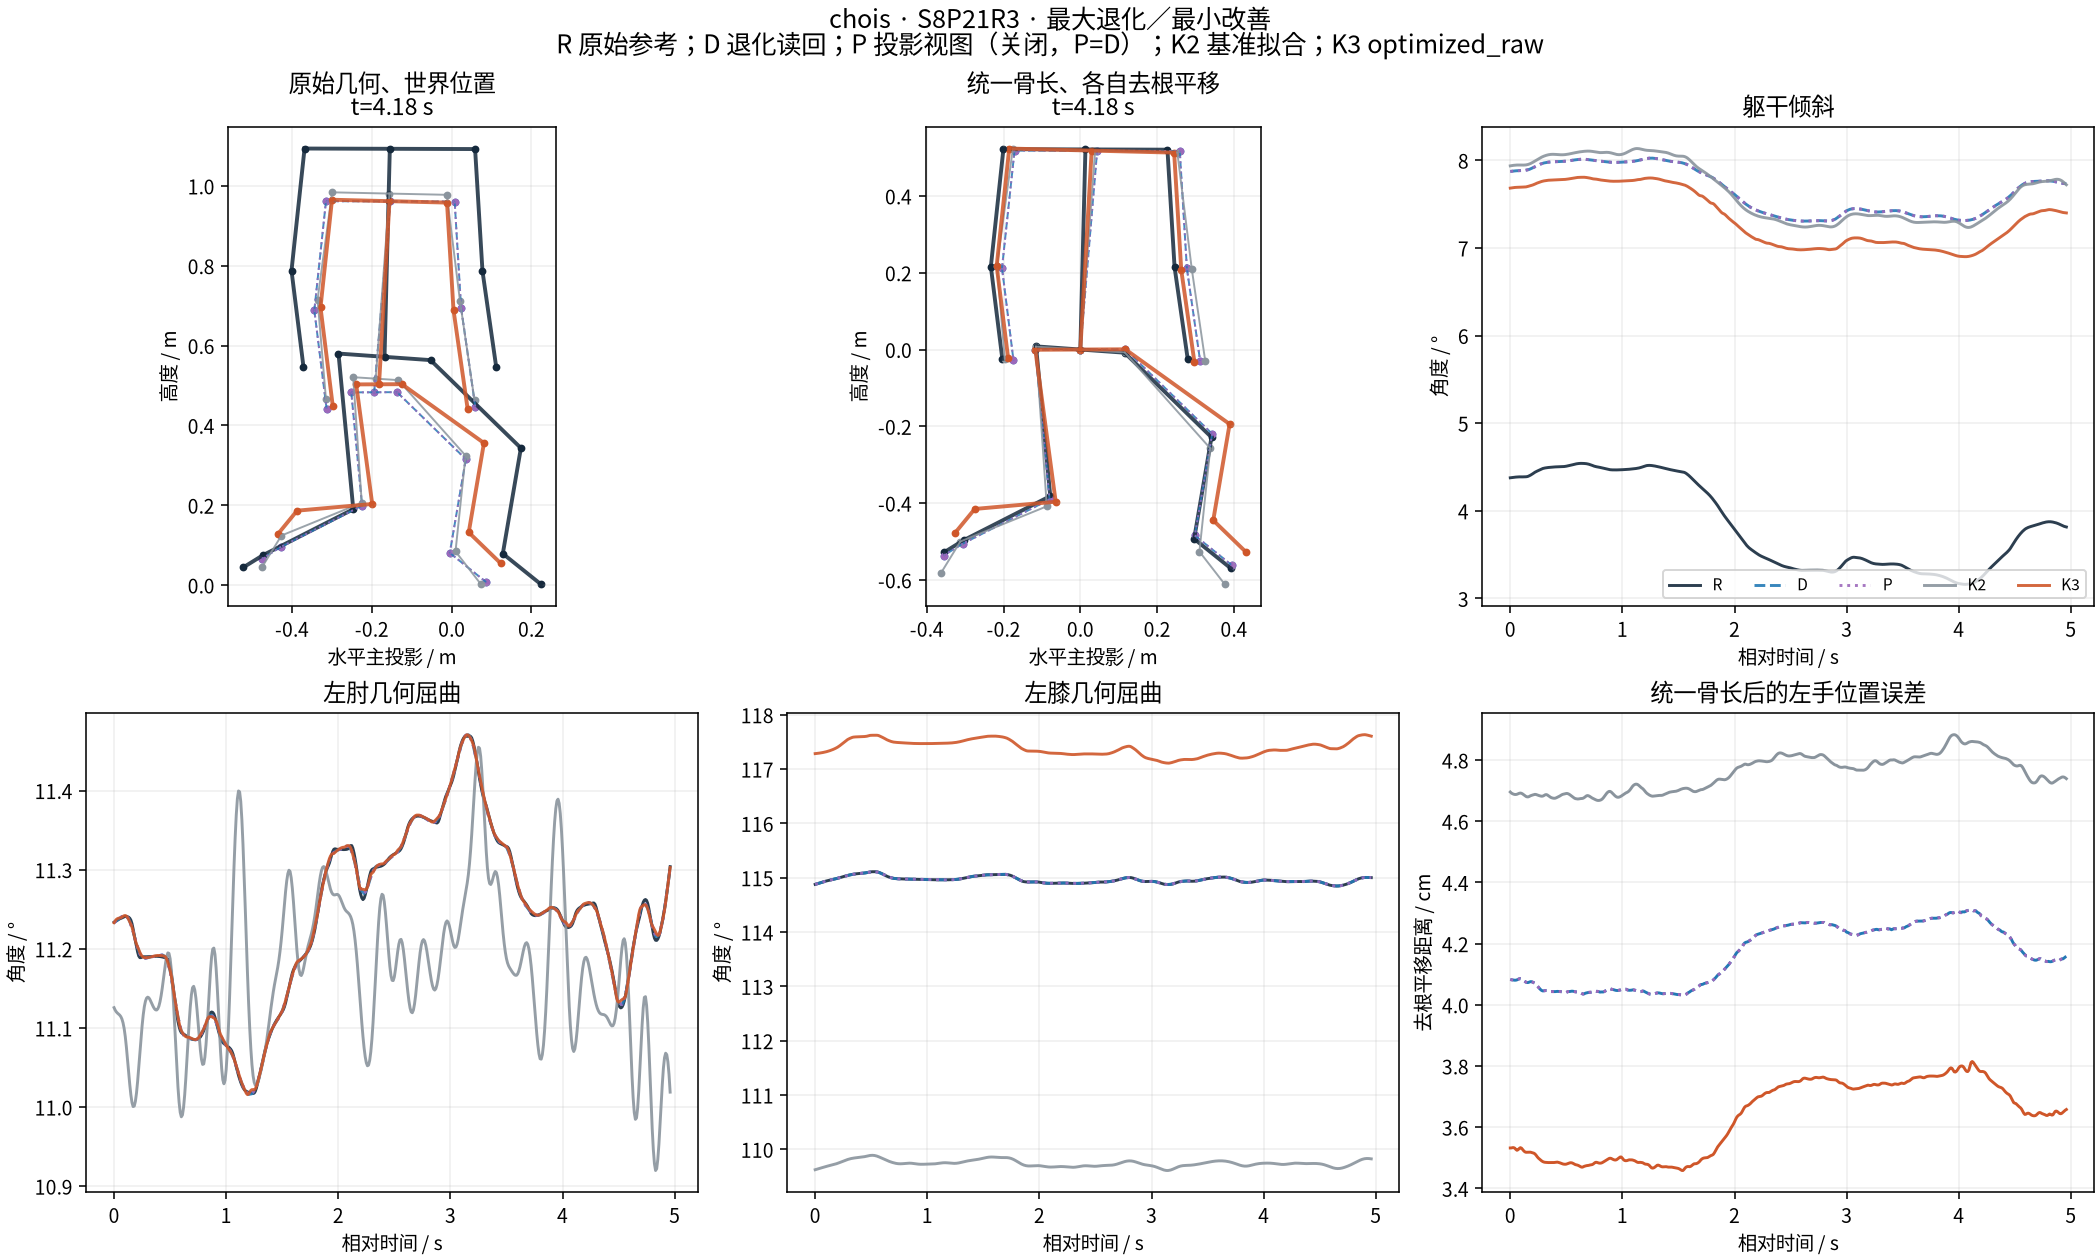 chois · S8P21R3 · 最大退化／最小改善
R 原始参考；D 退化读回；P 投影视图（关闭，P=D）；K2 基准拟合；K3 optimized_raw
原始几何、世界位置
t=4.18 s
高度 / m
1.0
0.8
0.6
0.4
0.2
0.0
-0.4
-0.2
0.0
0.2
水平主投影 / m
统一骨长、各自去根平移
t=4.18 s
高度 / m
0.4
0.2
0.0
-0.2
-0.4
-0.6
-0.4
-0.2
0.0
0.2
0.4
水平主投影 / m
躯干倾斜
角度 / °
8
7
6
5
4
3
R
D
P
K2
K3
0
1
2
3
4
5
相对时间 / s
左肘几何屈曲
角度 / °
11.4
11.3
11.2
11.1
11.0
10.9
0
1
2
3
4
5
相对时间 / s
左膝几何屈曲
角度 / °
118
117
116
115
114
113
112
111
110
0
1
2
3
4
5
相对时间 / s
统一骨长后的左手位置误差
去根平移距离 / cm
4.8
4.6
4.4
4.2
4.0
3.8
3.6
3.4
0
1
2
3
4
5
相对时间 / s